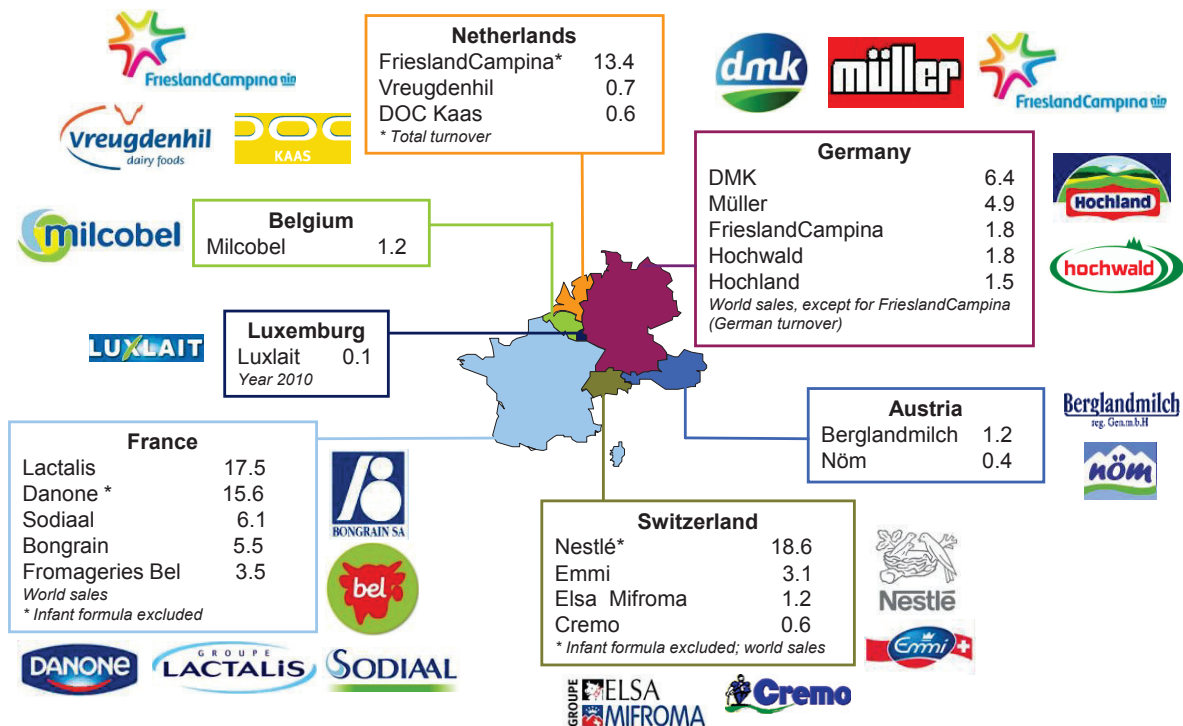 FrieslandCampina
Vreugdenhil
dairy foods
DOC
KAAS
Netherlands
FrieslandCampina* 13.4
Vreugdenhil 0.7
DOC Kaas 0.6
* Total turnover
dmk
müller
FrieslandCampina
Germany
DMK 6.4
Müller 4.9
FrieslandCampina 1.8
Hochwald 1.8
Hochland 1.5
World sales, except for FrieslandCampina
(German turnover)
HOCHLAND
hochwald
milcobel
Belgium
Milcobel 1.2
LUXLAIT
Luxemburg
Luxlait 0.1
Year 2010
France
Lactalis 17.5
Danone * 15.6
Sodiaal 6.1
Bongrain 5.5
Fromageries Bel 3.5
World sales
* Infant formula excluded
BONGRAIN SA
bel
DANONE
GROUPE
LACTALIS
SODIAAL
Austria
Berglandmilch 1.2
Nöm 0.4
Berglandmilch
reg. Gen.m.b.H
nöm
Switzerland
Nestlé* 18.6
Emmi 3.1
Elsa Mifroma 1.2
Cremo 0.6
* Infant formula excluded; world sales
Nestlé
Emmi
GROUPE
ELSA
MIFROMA
Cremo